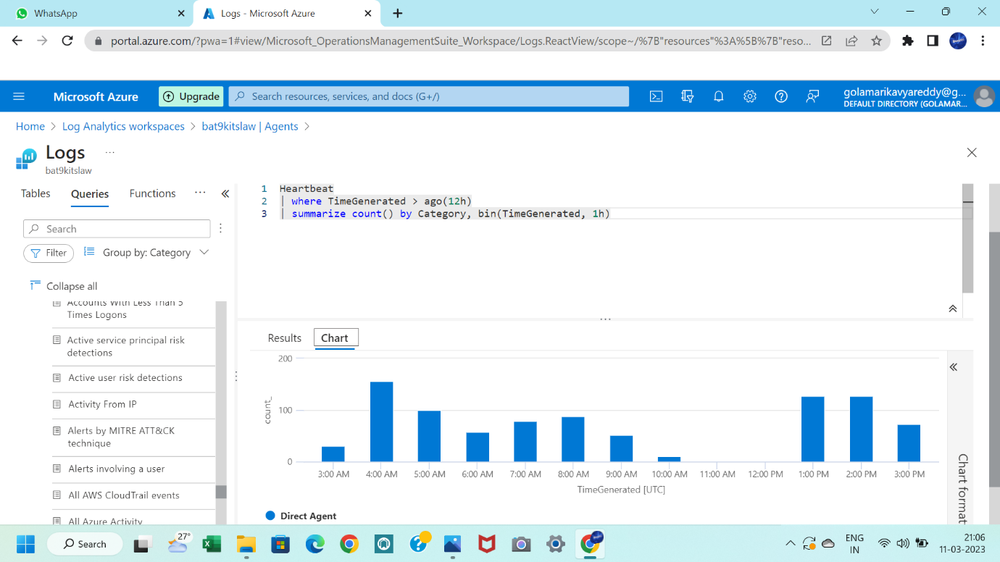 WhatsApp
Logs - Microsoft Azure
portal.azure.com/?pwa=1#view/Microsoft_OperationsManagementSuite_Workspace/Logs.ReactView/scope~/%7B"resources"%3A%5B%7B"reso...
Microsoft Azure
Upgrade
Search resources, services, and docs (G+/)
golamarikavyareddy@g...
DEFAULT DIRECTORY (GOLAMAR...
Home > Log Analytics workspaces > bat9kitslaw | Agents >
Logs ...
bat9kitslaw
Tables Queries Functions ... «
Search
Filter
Group by: Category
Collapse all
Accounts With Less Than 5
Times Logons
Active service principal risk
detections
Active user risk detections
Activity From IP
Alerts by MITRE ATT&CK
technique
Alerts involving a user
All AWS CloudTrail events
All Azure Activity
1 Heartbeat
2 | where TimeGenerated > ago(12h)
3 | summarize count() by Category, bin(TimeGenerated, 1h)
Results Chart
200
100
0
count_
3:00 AM 4:00 AM 5:00 AM 6:00 AM 7:00 AM 8:00 AM 9:00 AM 10:00 AM 11:00 AM 12:00 PM 1:00 PM 2:00 PM 3:00 PM
TimeGenerated [UTC]
Direct Agent
Chart format
27°
Search
ENG
IN
21:06
11-03-2023